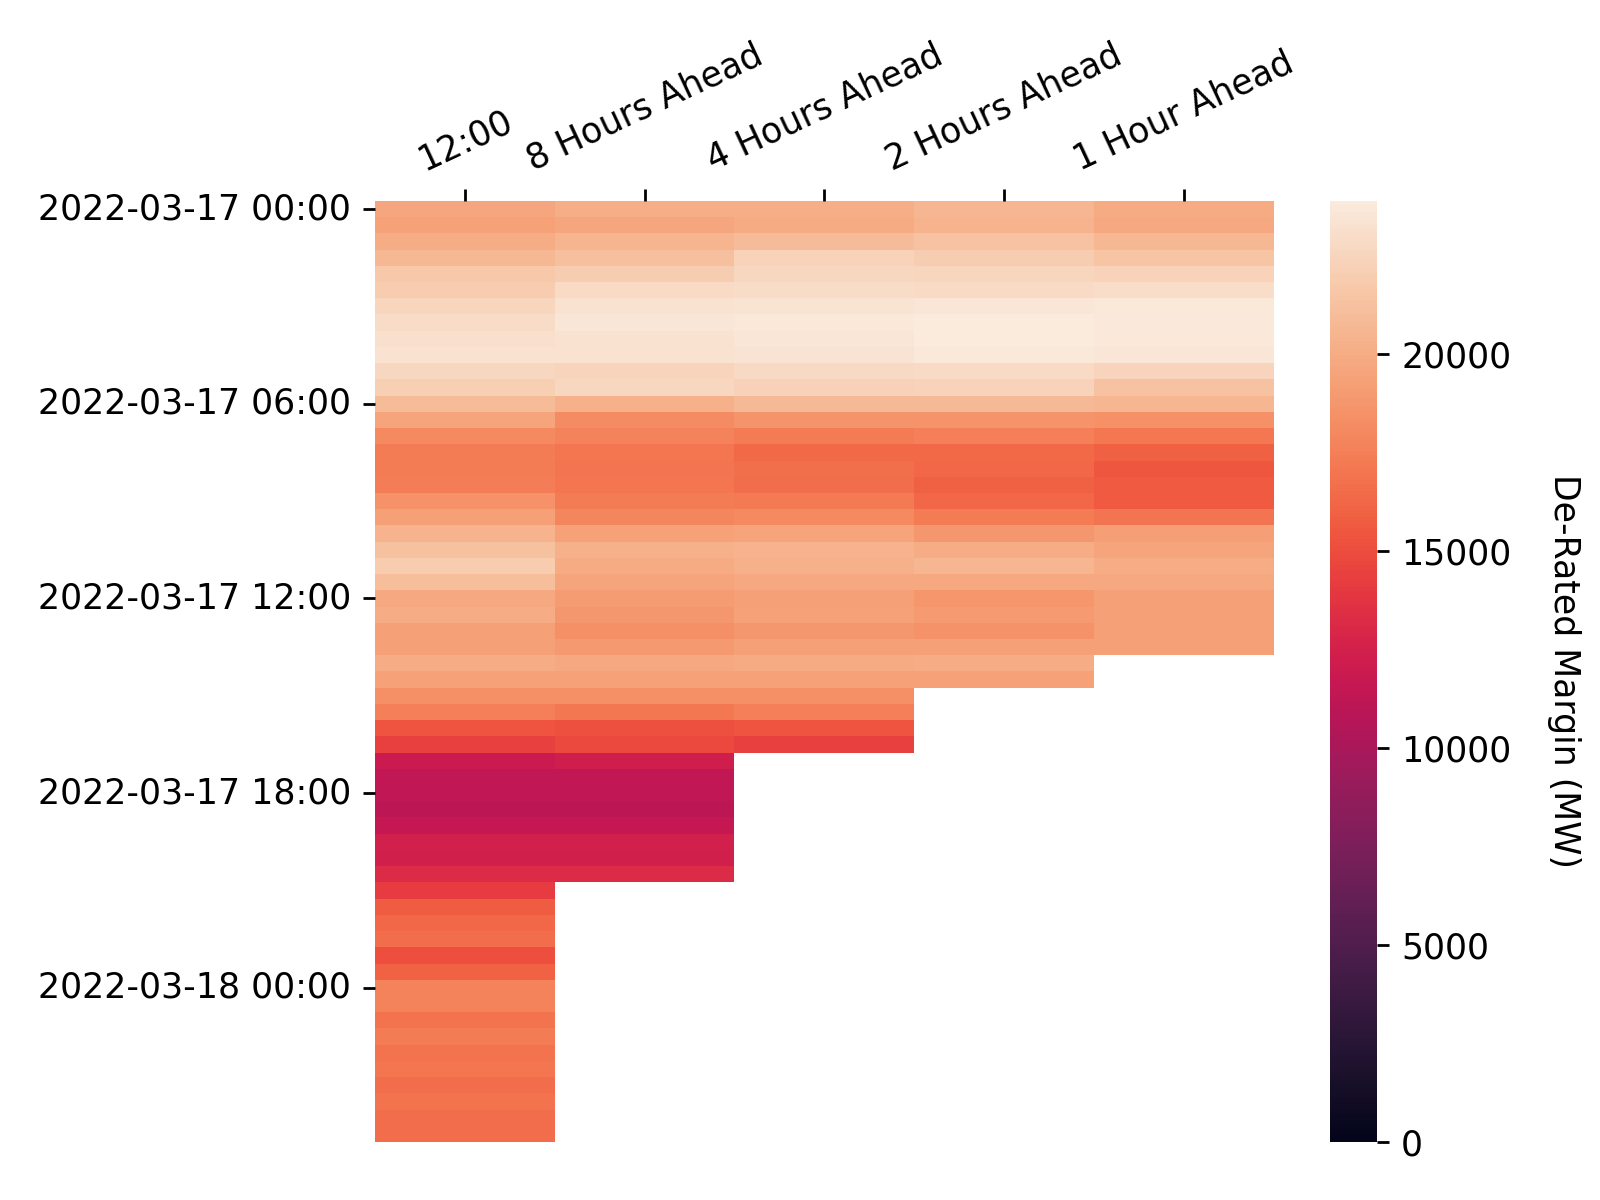 12:00
8 Hours Ahead
4 Hours Ahead
2 Hours Ahead
1 Hour Ahead
2022-03-17 00:00
2022-03-17 06:00
2022-03-17 12:00
2022-03-17 18:00
2022-03-18 00:00
20000
15000
10000
5000
0
De-Rated Margin (MW)